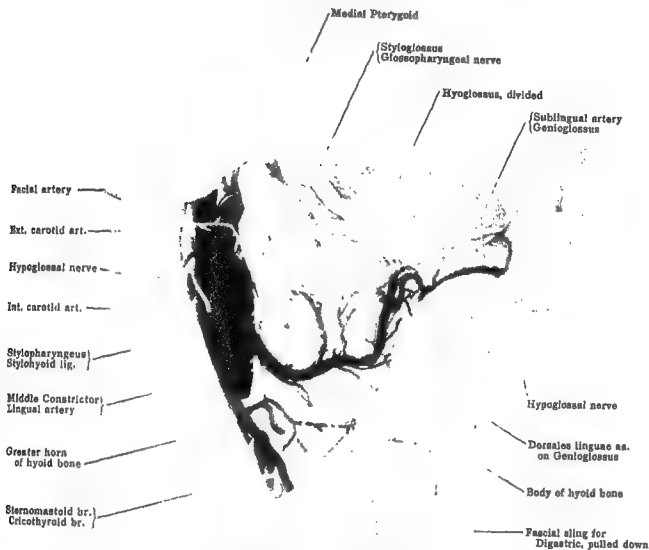 Medial Pterygoid
Styloglossus
Glossopharyngeal nerve
Hyoglossus, divided
Sublingual artery
Genioglossus
Facial artery
Ext. carotid art.
Hypoglossal nerve
Int. carotid art.
Stylopharyngeus
Stylohyoid lig.
Middle Constrictor
Lingual artery
Greater horn
of hyoid bone
Sternomastoid br.
Cricothyroid br.
Hypoglossal nerve
Dorsales linguae aa.
on Genioglossus
Body of hyoid bone
Fascial sling for
Digastric, pulled down